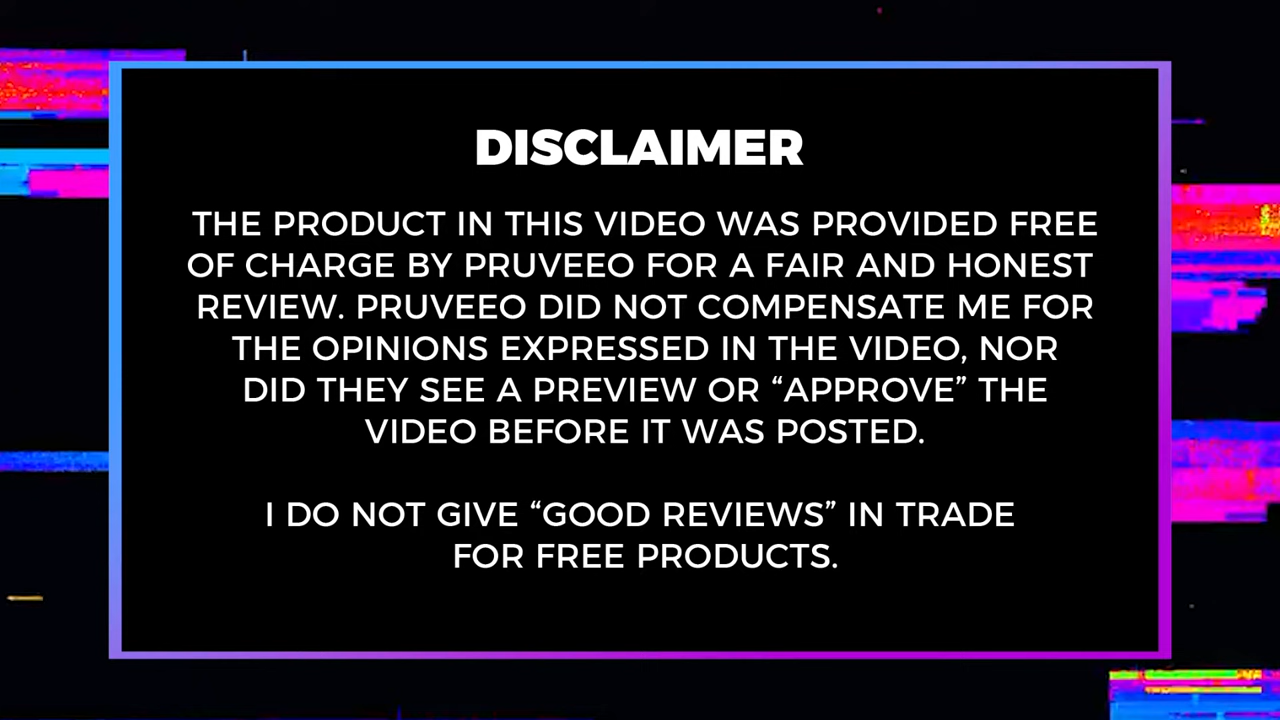 DISCLAIMER
THE PRODUCT IN THIS VIDEO WAS PROVIDED FREE
OF CHARGE BY PRUVEEO FOR A FAIR AND HONEST
REVIEW. PRUVEEO DID NOT COMPENSATE ME FOR
THE OPINIONS EXPRESSED IN THE VIDEO, NOR
DID THEY SEE A PREVIEW OR “APPROVE” THE
VIDEO BEFORE IT WAS POSTED.
I DO NOT GIVE “GOOD REVIEWS” IN TRADE
FOR FREE PRODUCTS.